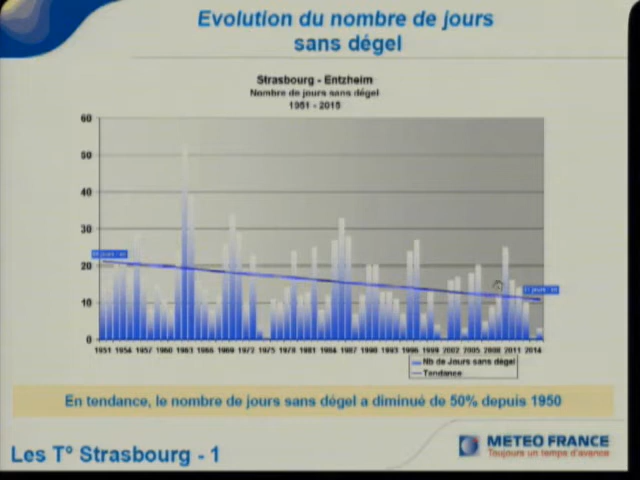 Evolution du nombre de jours
sans dégel
Strasbourg - Entzheim
Nombre de jours sans dégel
1951 - 2015
60
50
40
30
20
10
0
1951 1954 1957 1960 1963 1966 1969 1972 1975 1978 1981 1984 1987 1990 1993 1996 1999 2002 2005 2008 2011 2014
Nb de Jours sans dégel
Tendance
En tendance, le nombre de jours sans dégel a diminué de 50% depuis 1950
Les T° Strasbourg - 1
METEO FRANCE
Toujours un temps d'avance